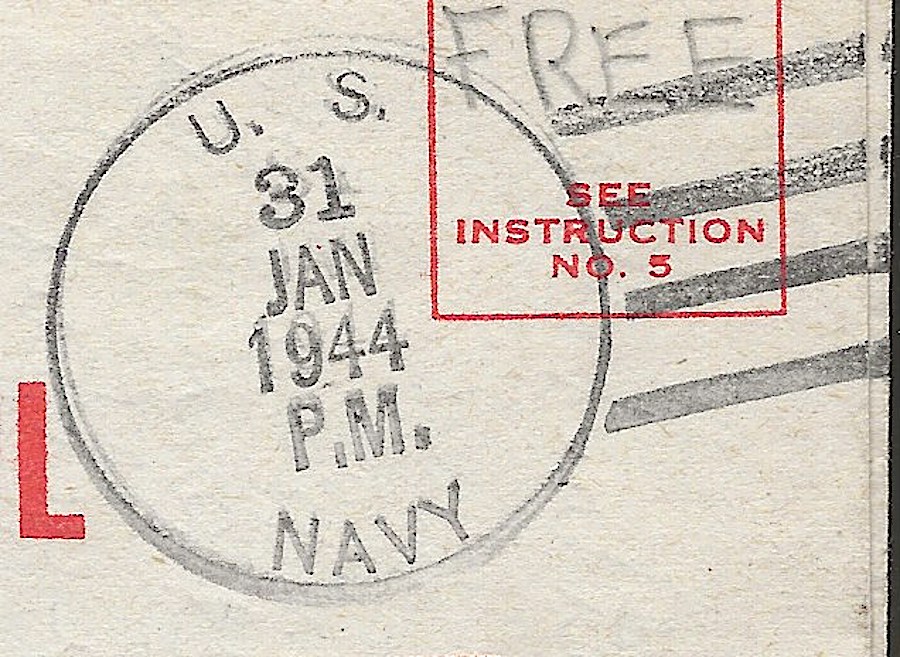 FREE
U. S.
31
JAN
1944
P.M.
NAVY
SEE
INSTRUCTION
NO. 5
L